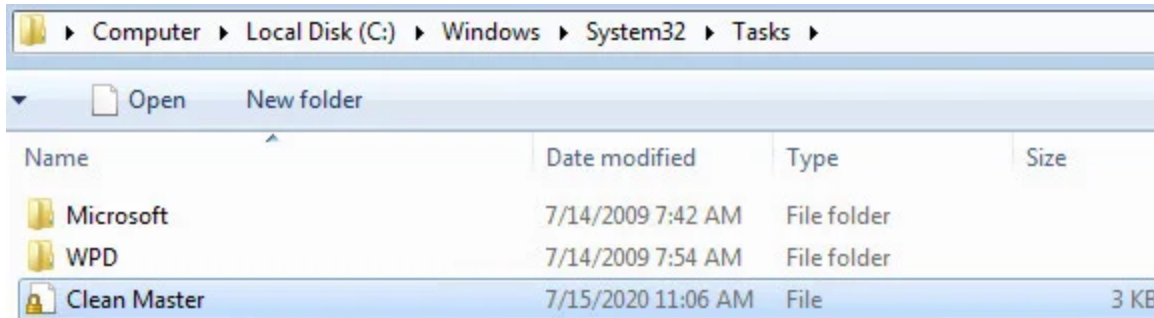 Computer Local Disk (C:) Windows System32 Tasks
Open New folder
Name Date modified Type Size
Microsoft 7/14/2009 7:42 AM File folder
WPD 7/14/2009 7:54 AM File folder
Clean Master 7/15/2020 11:06 AM File 3 KB